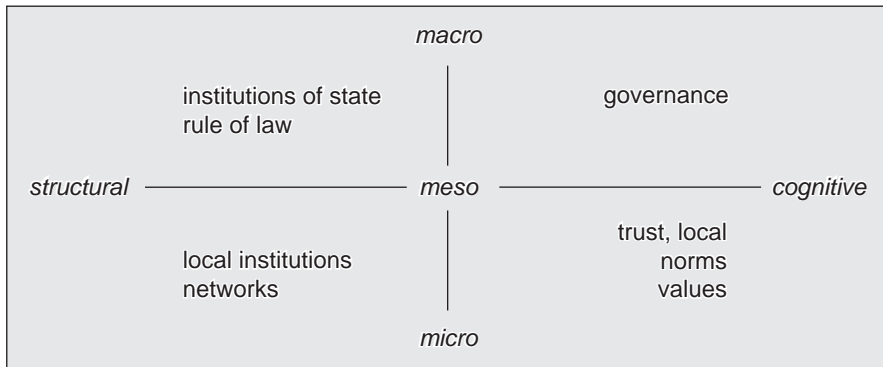 macro
institutions of state
rule of law
governance
structural
meso
cognitive
local institutions
networks
trust, local
norms
values
micro